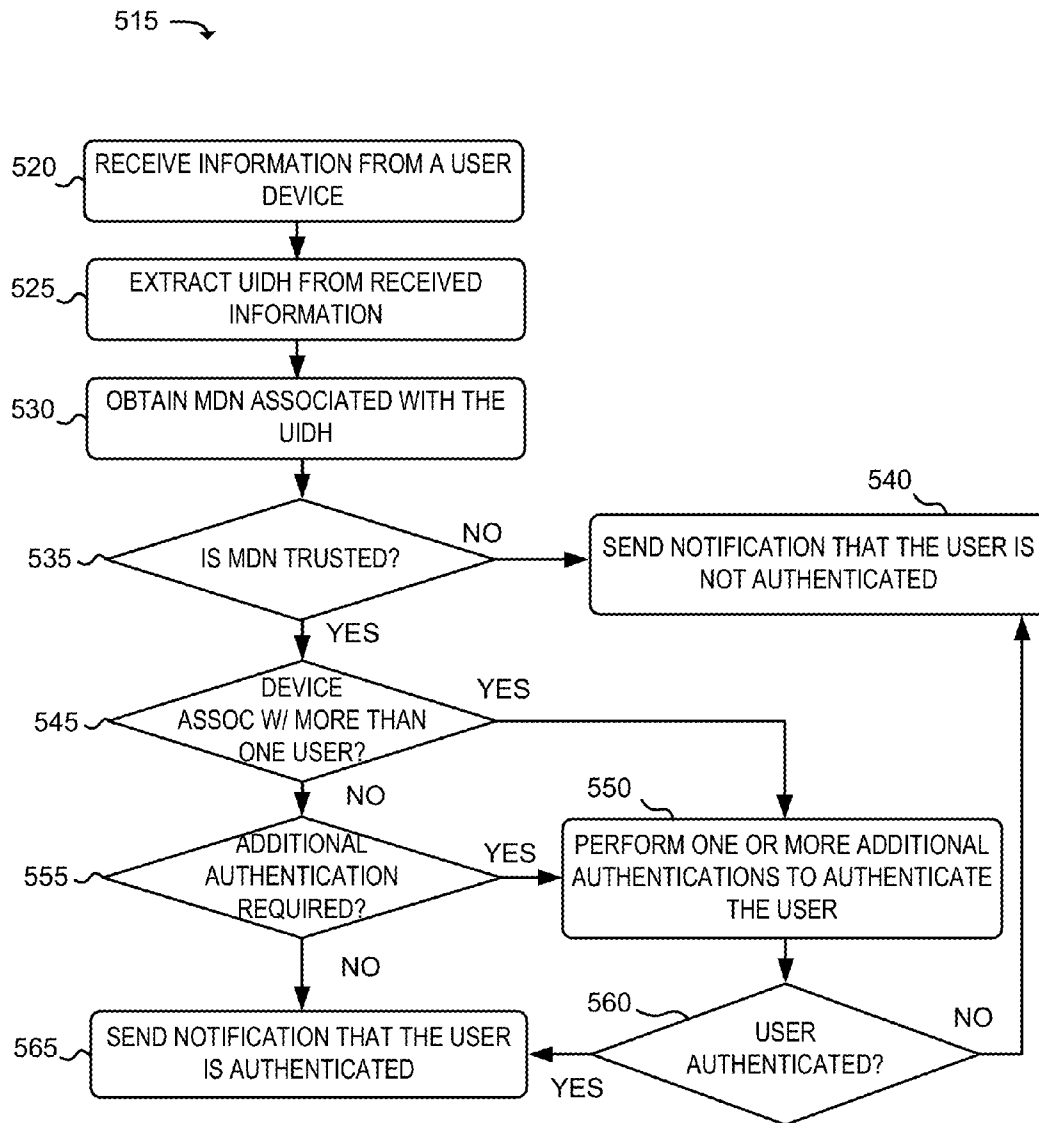 515
520
RECEIVE INFORMATION FROM A USER
DEVICE
525
EXTRACT UIDH FROM RECEIVED
INFORMATION
530
OBTAIN MDN ASSOCIATED WITH THE
UIDH
535
IS MDN TRUSTED?
NO
540
SEND NOTIFICATION THAT THE USER IS
NOT AUTHENTICATED
YES
545
DEVICE
ASSOC W/ MORE THAN
ONE USER?
YES
NO
550
PERFORM ONE OR MORE ADDITIONAL
AUTHENTICATIONS TO AUTHENTICATE
THE USER
555
ADDITIONAL
AUTHENTICATION
REQUIRED?
YES
NO
560
USER
AUTHENTICATED?
NO
YES
565
SEND NOTIFICATION THAT THE USER
IS AUTHENTICATED